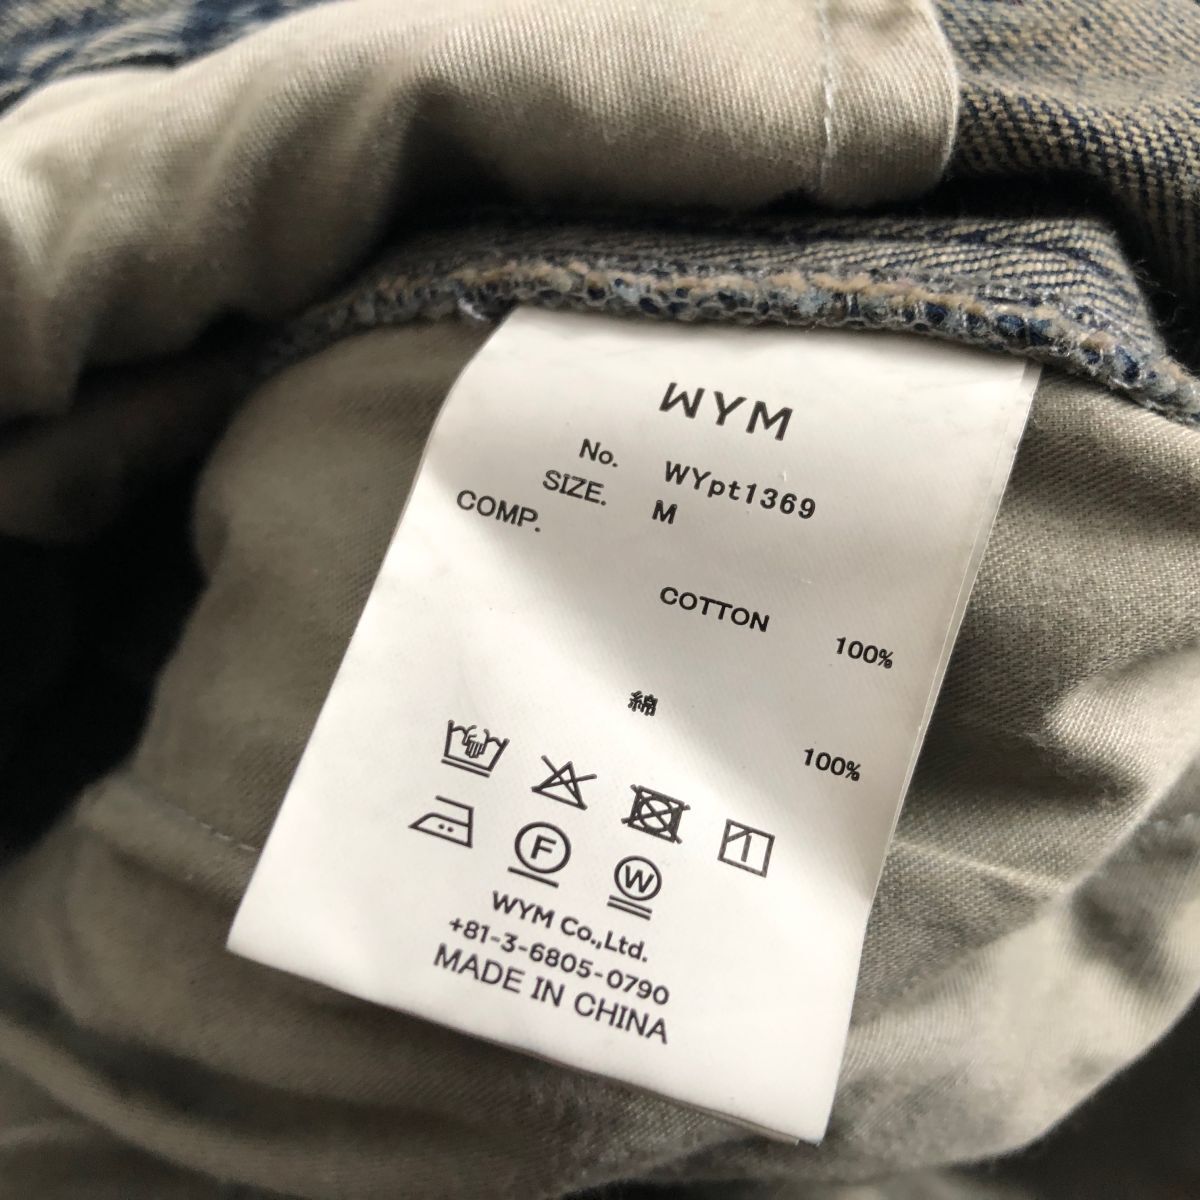 WYM
No. WYpt1369
SIZE. M
COMP.
COTTON 100%
綿 100%
F
W
WYM Co.,Ltd.
+81-3-6805-0790
MADE IN CHINA